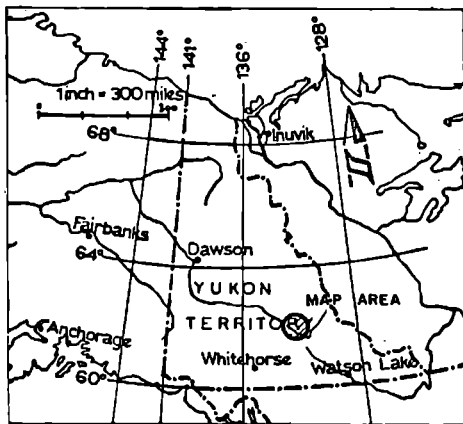 144°
141°
136°
128°
1 inch = 300 miles
68°
Inuvik
Fairbanks
Dawson
64°
YUKON
MAP AREA
TERRITO
Anchorage
Whitehorse
Watson Lake
60°